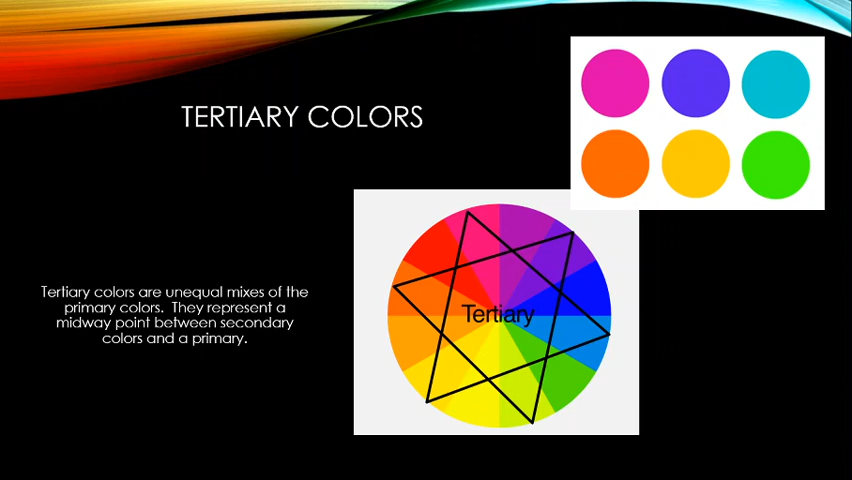 TERTIARY COLORS
Tertiary colors are unequal mixes of the
primary colors. They represent a
midway point between secondary
colors and a primary.
Tertiary